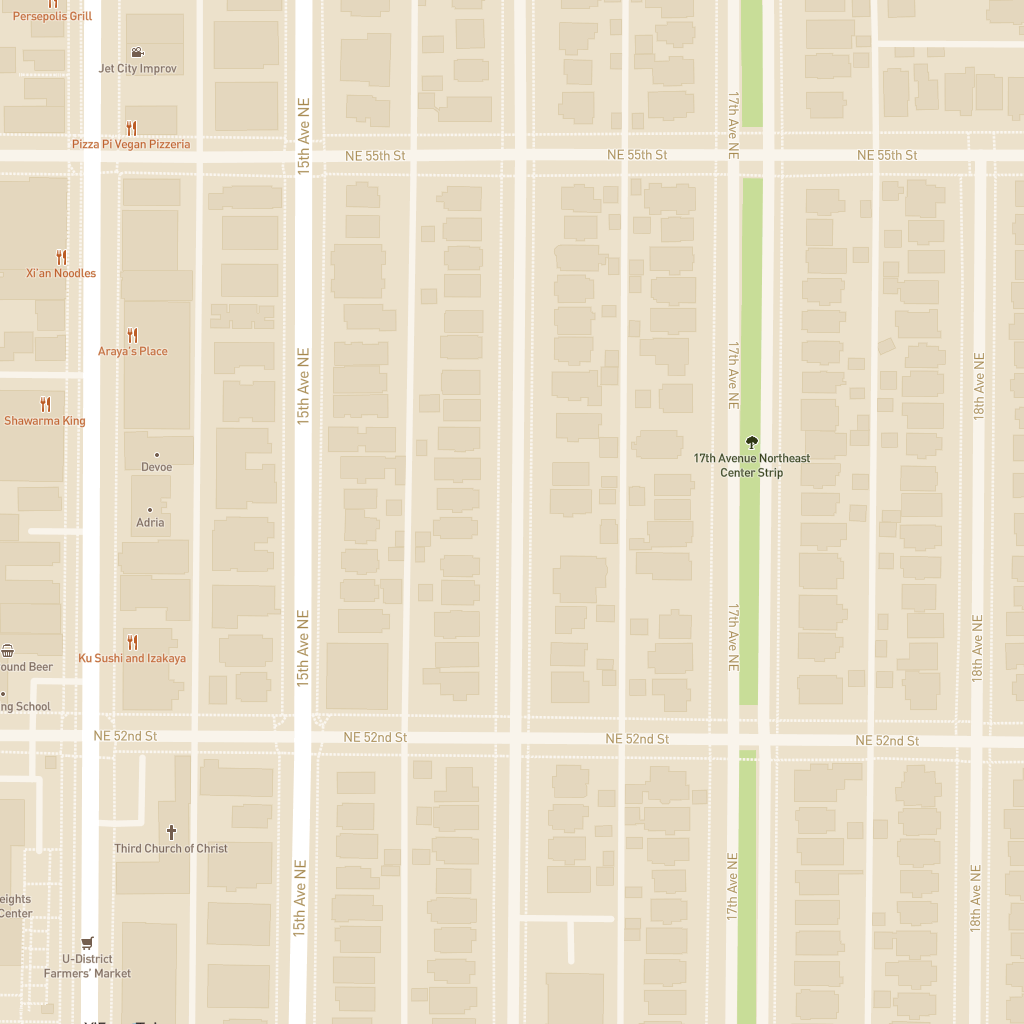 Persepolis Grill
Jet City Improv
Pizza Pi Vegan Pizzeria
15th Ave NE
17th Ave NE
NE 55th St
NE 55th St
NE 55th St
Xi'an Noodles
Araya's Place
15th Ave NE
17th Ave NE
18th Ave NE
Shawarma King
Devoe
17th Avenue Northeast
Center Strip
Adria
15th Ave NE
17th Ave NE
18th Ave NE
Ku Sushi and Izakaya
ound Beer
ng School
NE 52nd St
NE 52nd St
NE 52nd St
NE 52nd St
Third Church of Christ
15th Ave NE
17th Ave NE
18th Ave NE
eights
Center
U-District
Farmers' Market